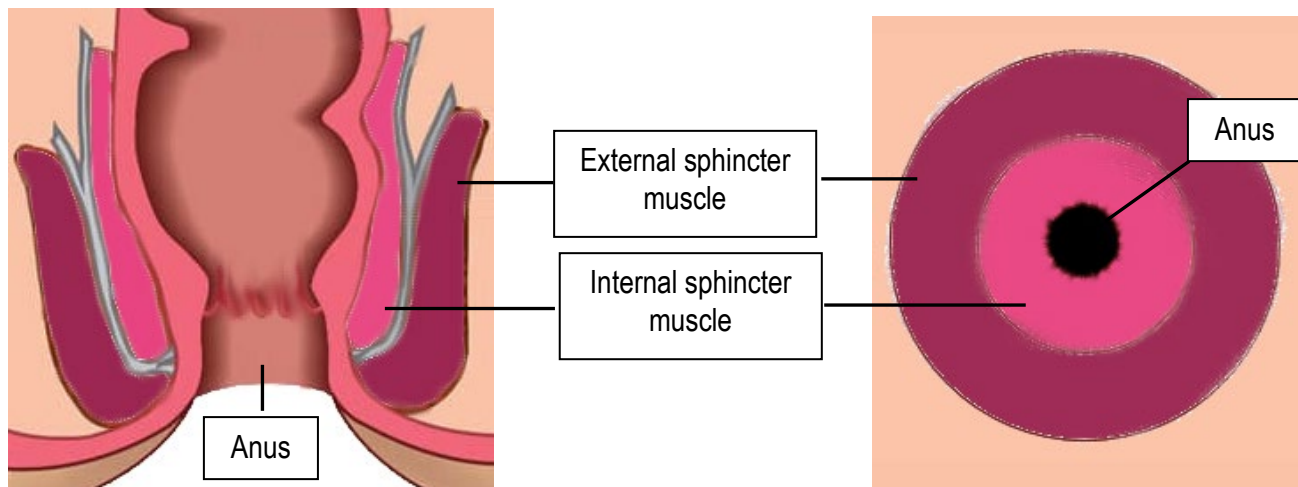 Anus
External sphincter
muscle
Internal sphincter
muscle
Anus